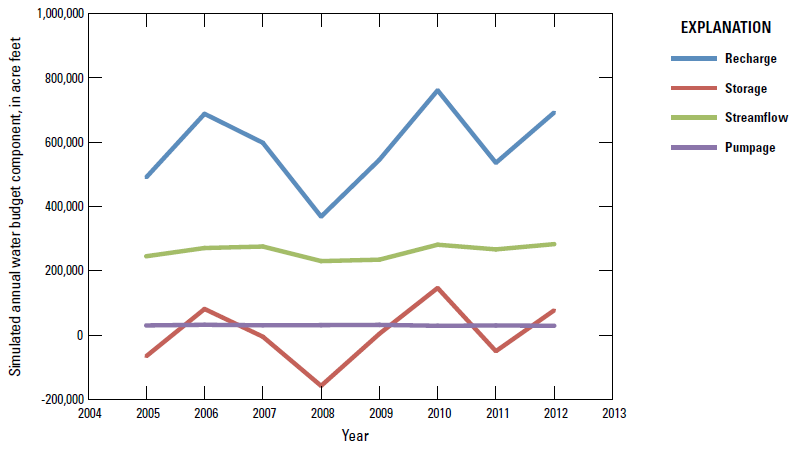 Simulated annual water budget component, in acre feet
1,000,000
800,000
600,000
400,000
200,000
0
-200,000
2004 2005 2006 2007 2008 2009 2010 2011 2012 2013
Year
EXPLANATION
Recharge
Storage
Streamflow
Pumpage